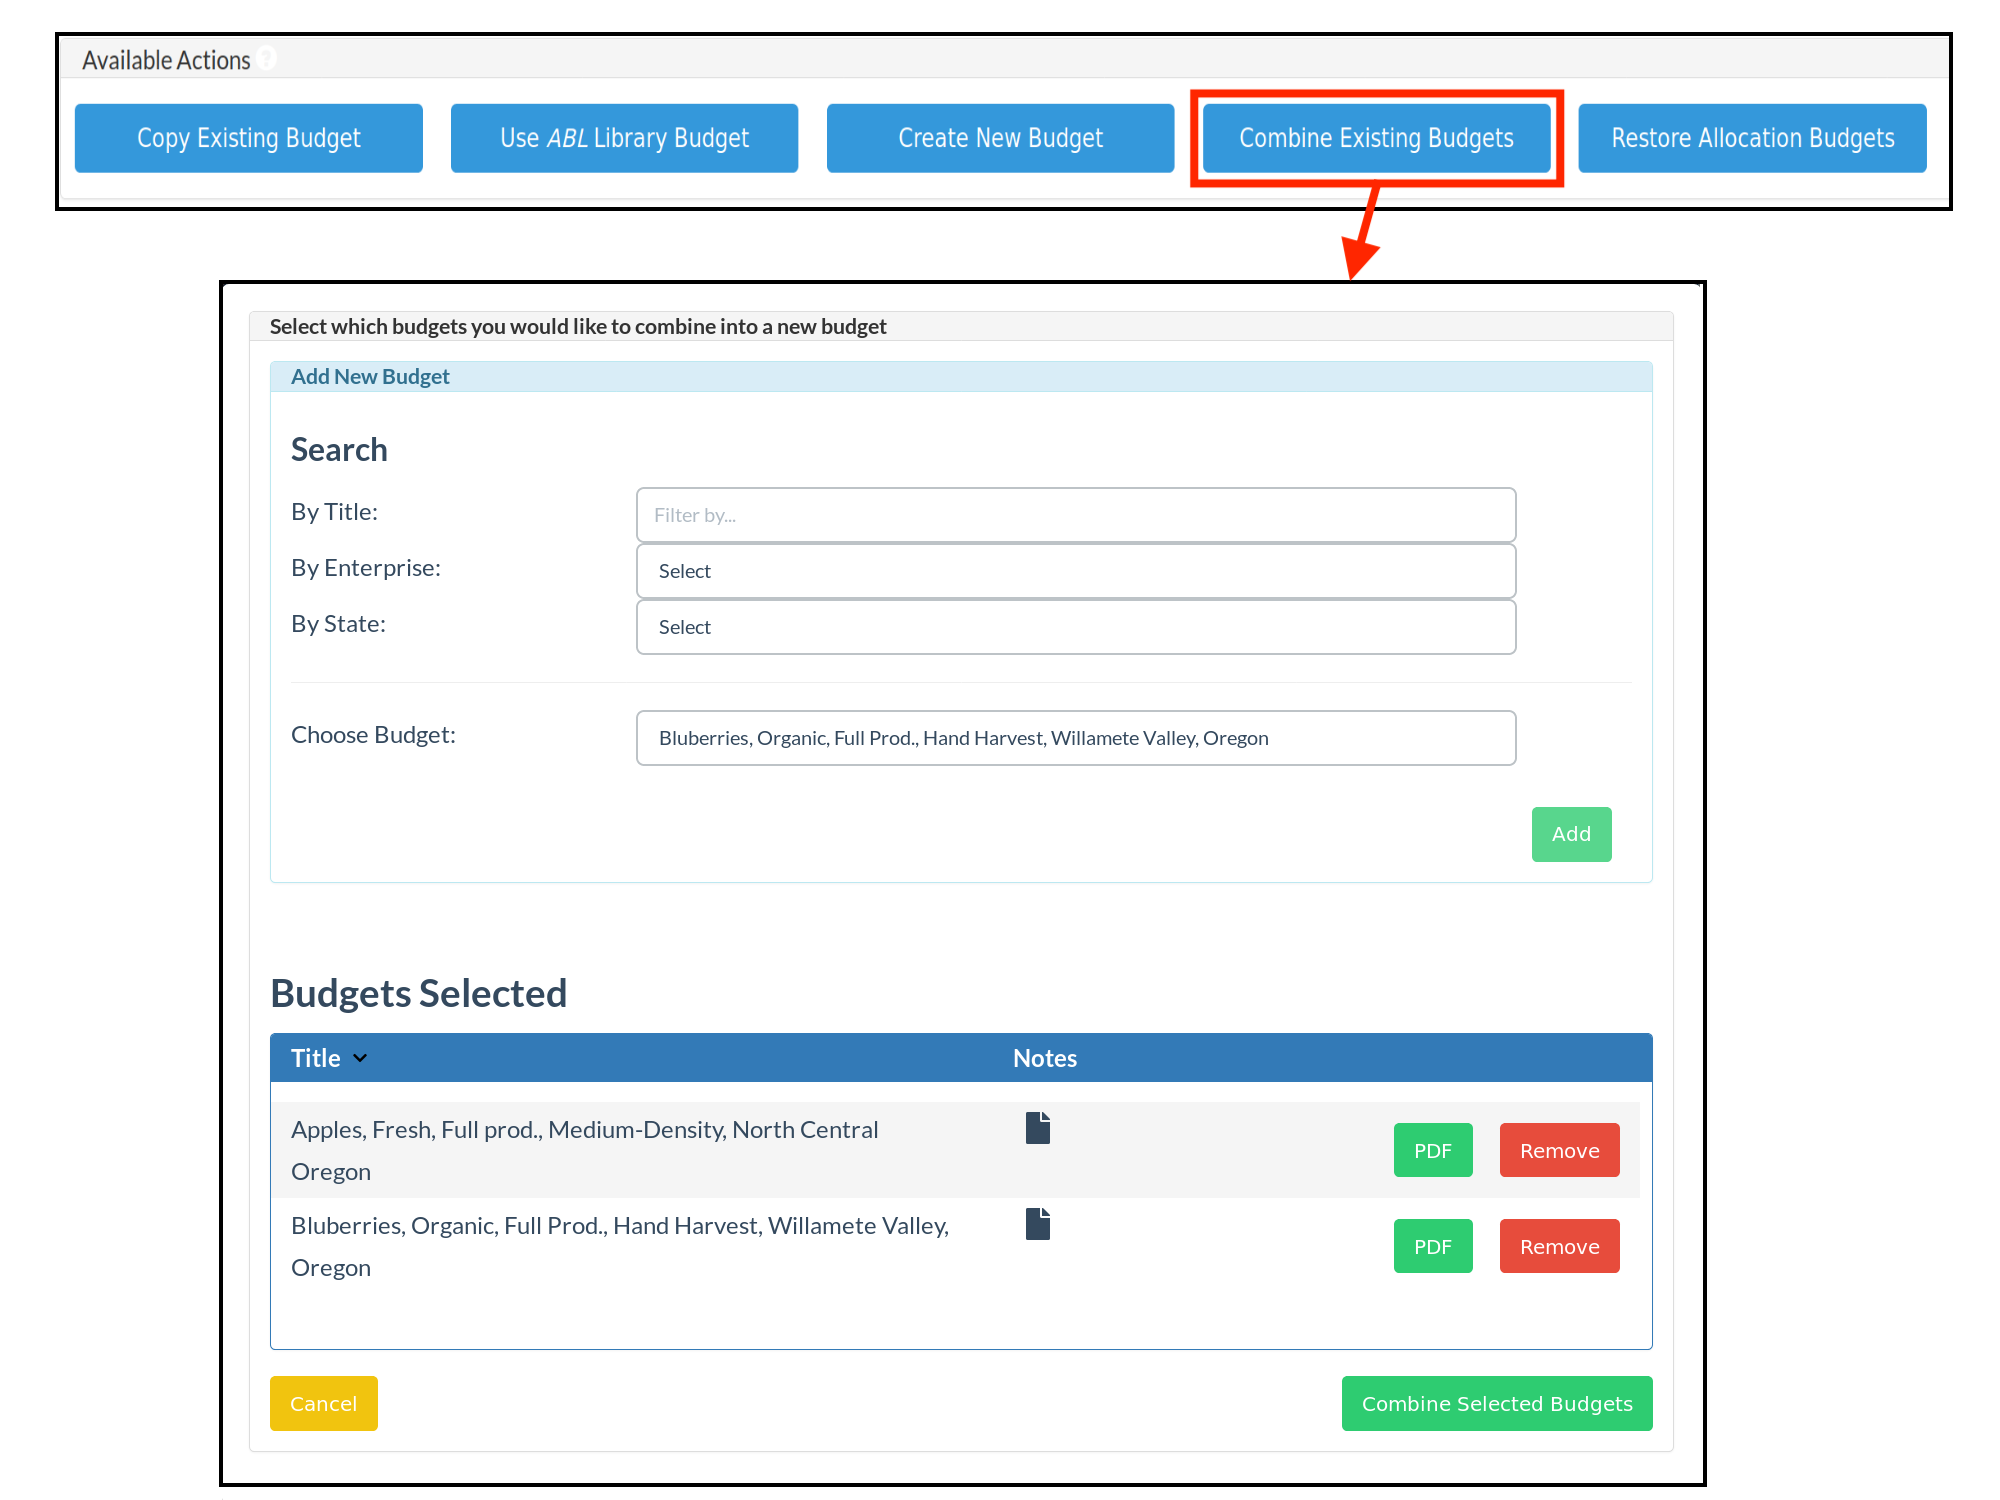 Available Actions ?
Copy Existing Budget
Use ABL Library Budget
Create New Budget
Combine Existing Budgets
Restore Allocation Budgets
Select which budgets you would like to combine into a new budget
Add New Budget
Search
By Title:
Filter by...
By Enterprise:
Select
By State:
Select
Choose Budget:
Bluberries, Organic, Full Prod., Hand Harvest, Willamete Valley, Oregon
Add
Budgets Selected
Title
Notes
Apples, Fresh, Full prod., Medium-Density, North Central
Oregon
PDF
Remove
Bluberries, Organic, Full Prod., Hand Harvest, Willamete Valley,
Oregon
PDF
Remove
Cancel
Combine Selected Budgets